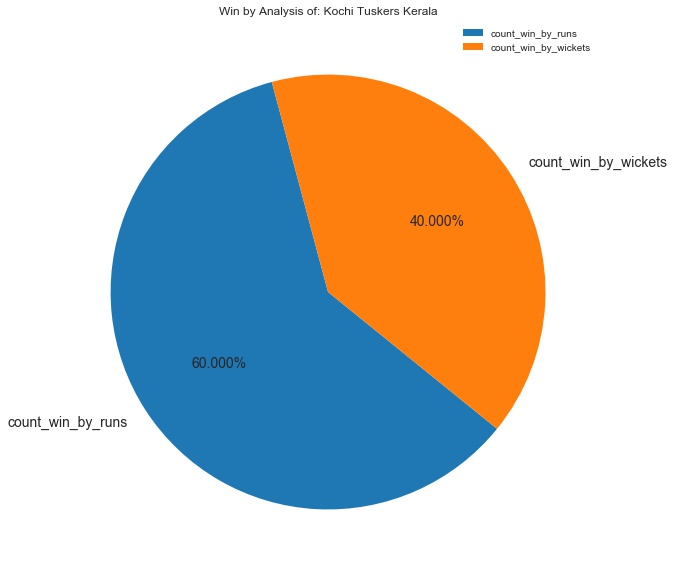 Win by Analysis of: Kochi Tuskers Kerala
count_win_by_runs
count_win_by_wickets
count_win_by_wickets
40.000%
60.000%
count_win_by_runs